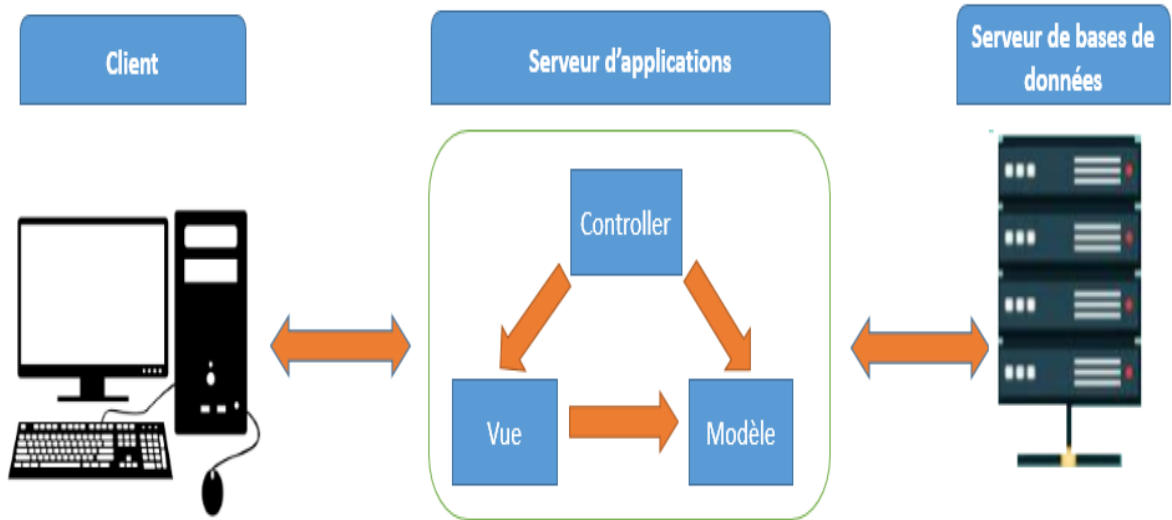 Client
Serveur d'applications
Serveur de bases de
données
Controller
Vue
Modèle